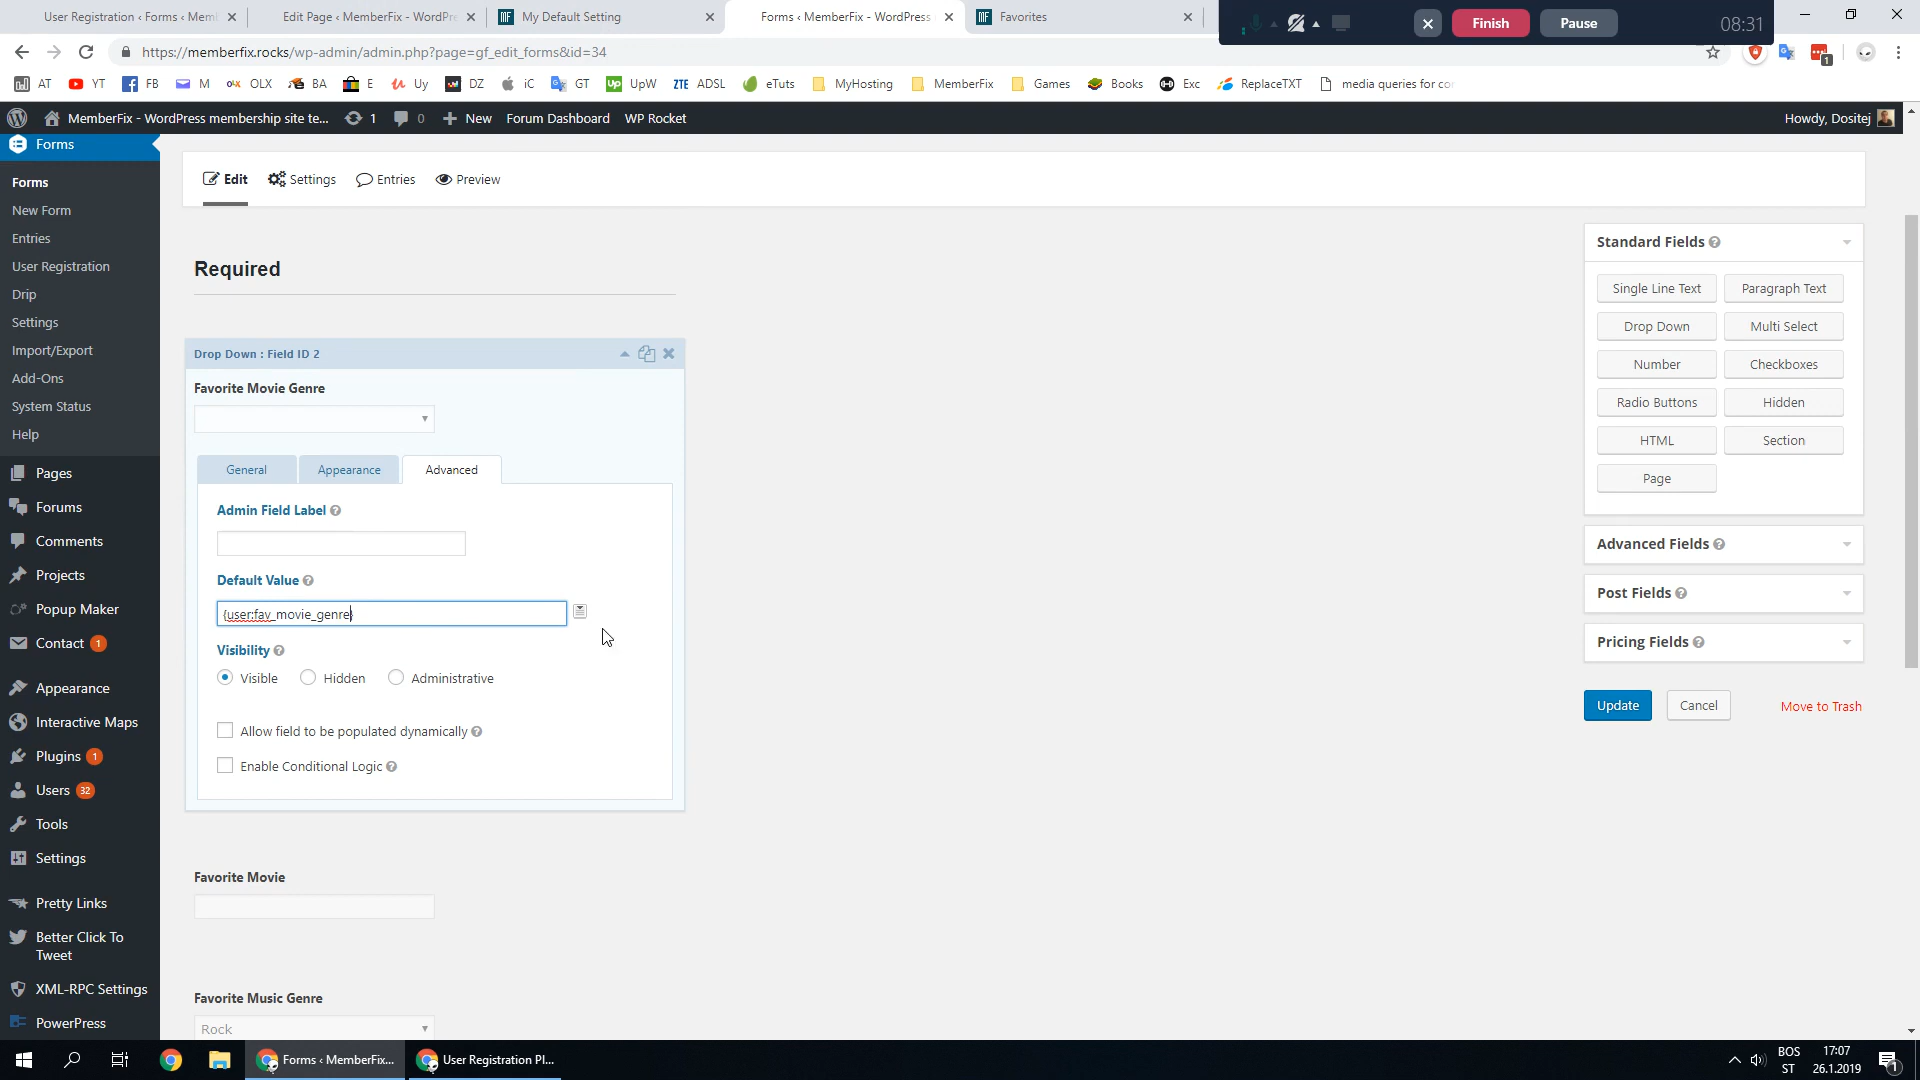 User Registration ‹ Forms ‹ Mem
Edit Page ‹ MemberFix - WordPre
My Default Setting
Forms ‹ MemberFix - WordPress
Favorites
Finish
Pause
08:31
https://memberfix.rocks/wp-admin/admin.php?page=gf_edit_forms&id=34
1
AT
YT
FB
M
OLX
BA
E
Uy
DZ
iC
GT
UpW
ZTE ADSL
eTuts
MyHosting
MemberFix
Games
Books
Exc
ReplaceTXT
media queries for co
MemberFix - WordPress membership site te...
1
0
New
Forum Dashboard
WP Rocket
Howdy, Dositej
Forms
Forms
New Form
Entries
User Registration
Drip
Settings
Import/Export
Add-Ons
System Status
Help
Pages
Forums
Comments
Projects
Popup Maker
Contact 1
Appearance
Interactive Maps
Plugins 1
Users 32
Tools
Settings
Pretty Links
Better Click To
Tweet
XML-RPC Settings
PowerPress
Edit
Settings
Entries
Preview
Required
Drop Down : Field ID 2
Favorite Movie Genre
General
Appearance
Advanced
Admin Field Label
Default Value
{user:fav_movie_genre}
Visibility
Visible
Hidden
Administrative
Allow field to be populated dynamically
Enable Conditional Logic
Favorite Movie
Favorite Music Genre
Rock
Standard Fields
Single Line Text
Paragraph Text
Drop Down
Multi Select
Number
Checkboxes
Radio Buttons
Hidden
HTML
Section
Page
Advanced Fields
Post Fields
Pricing Fields
Update
Cancel
Move to Trash
Forms ‹ MemberFix...
User Registration Pl...
BOS
ST
17:07
26.1.2019
1